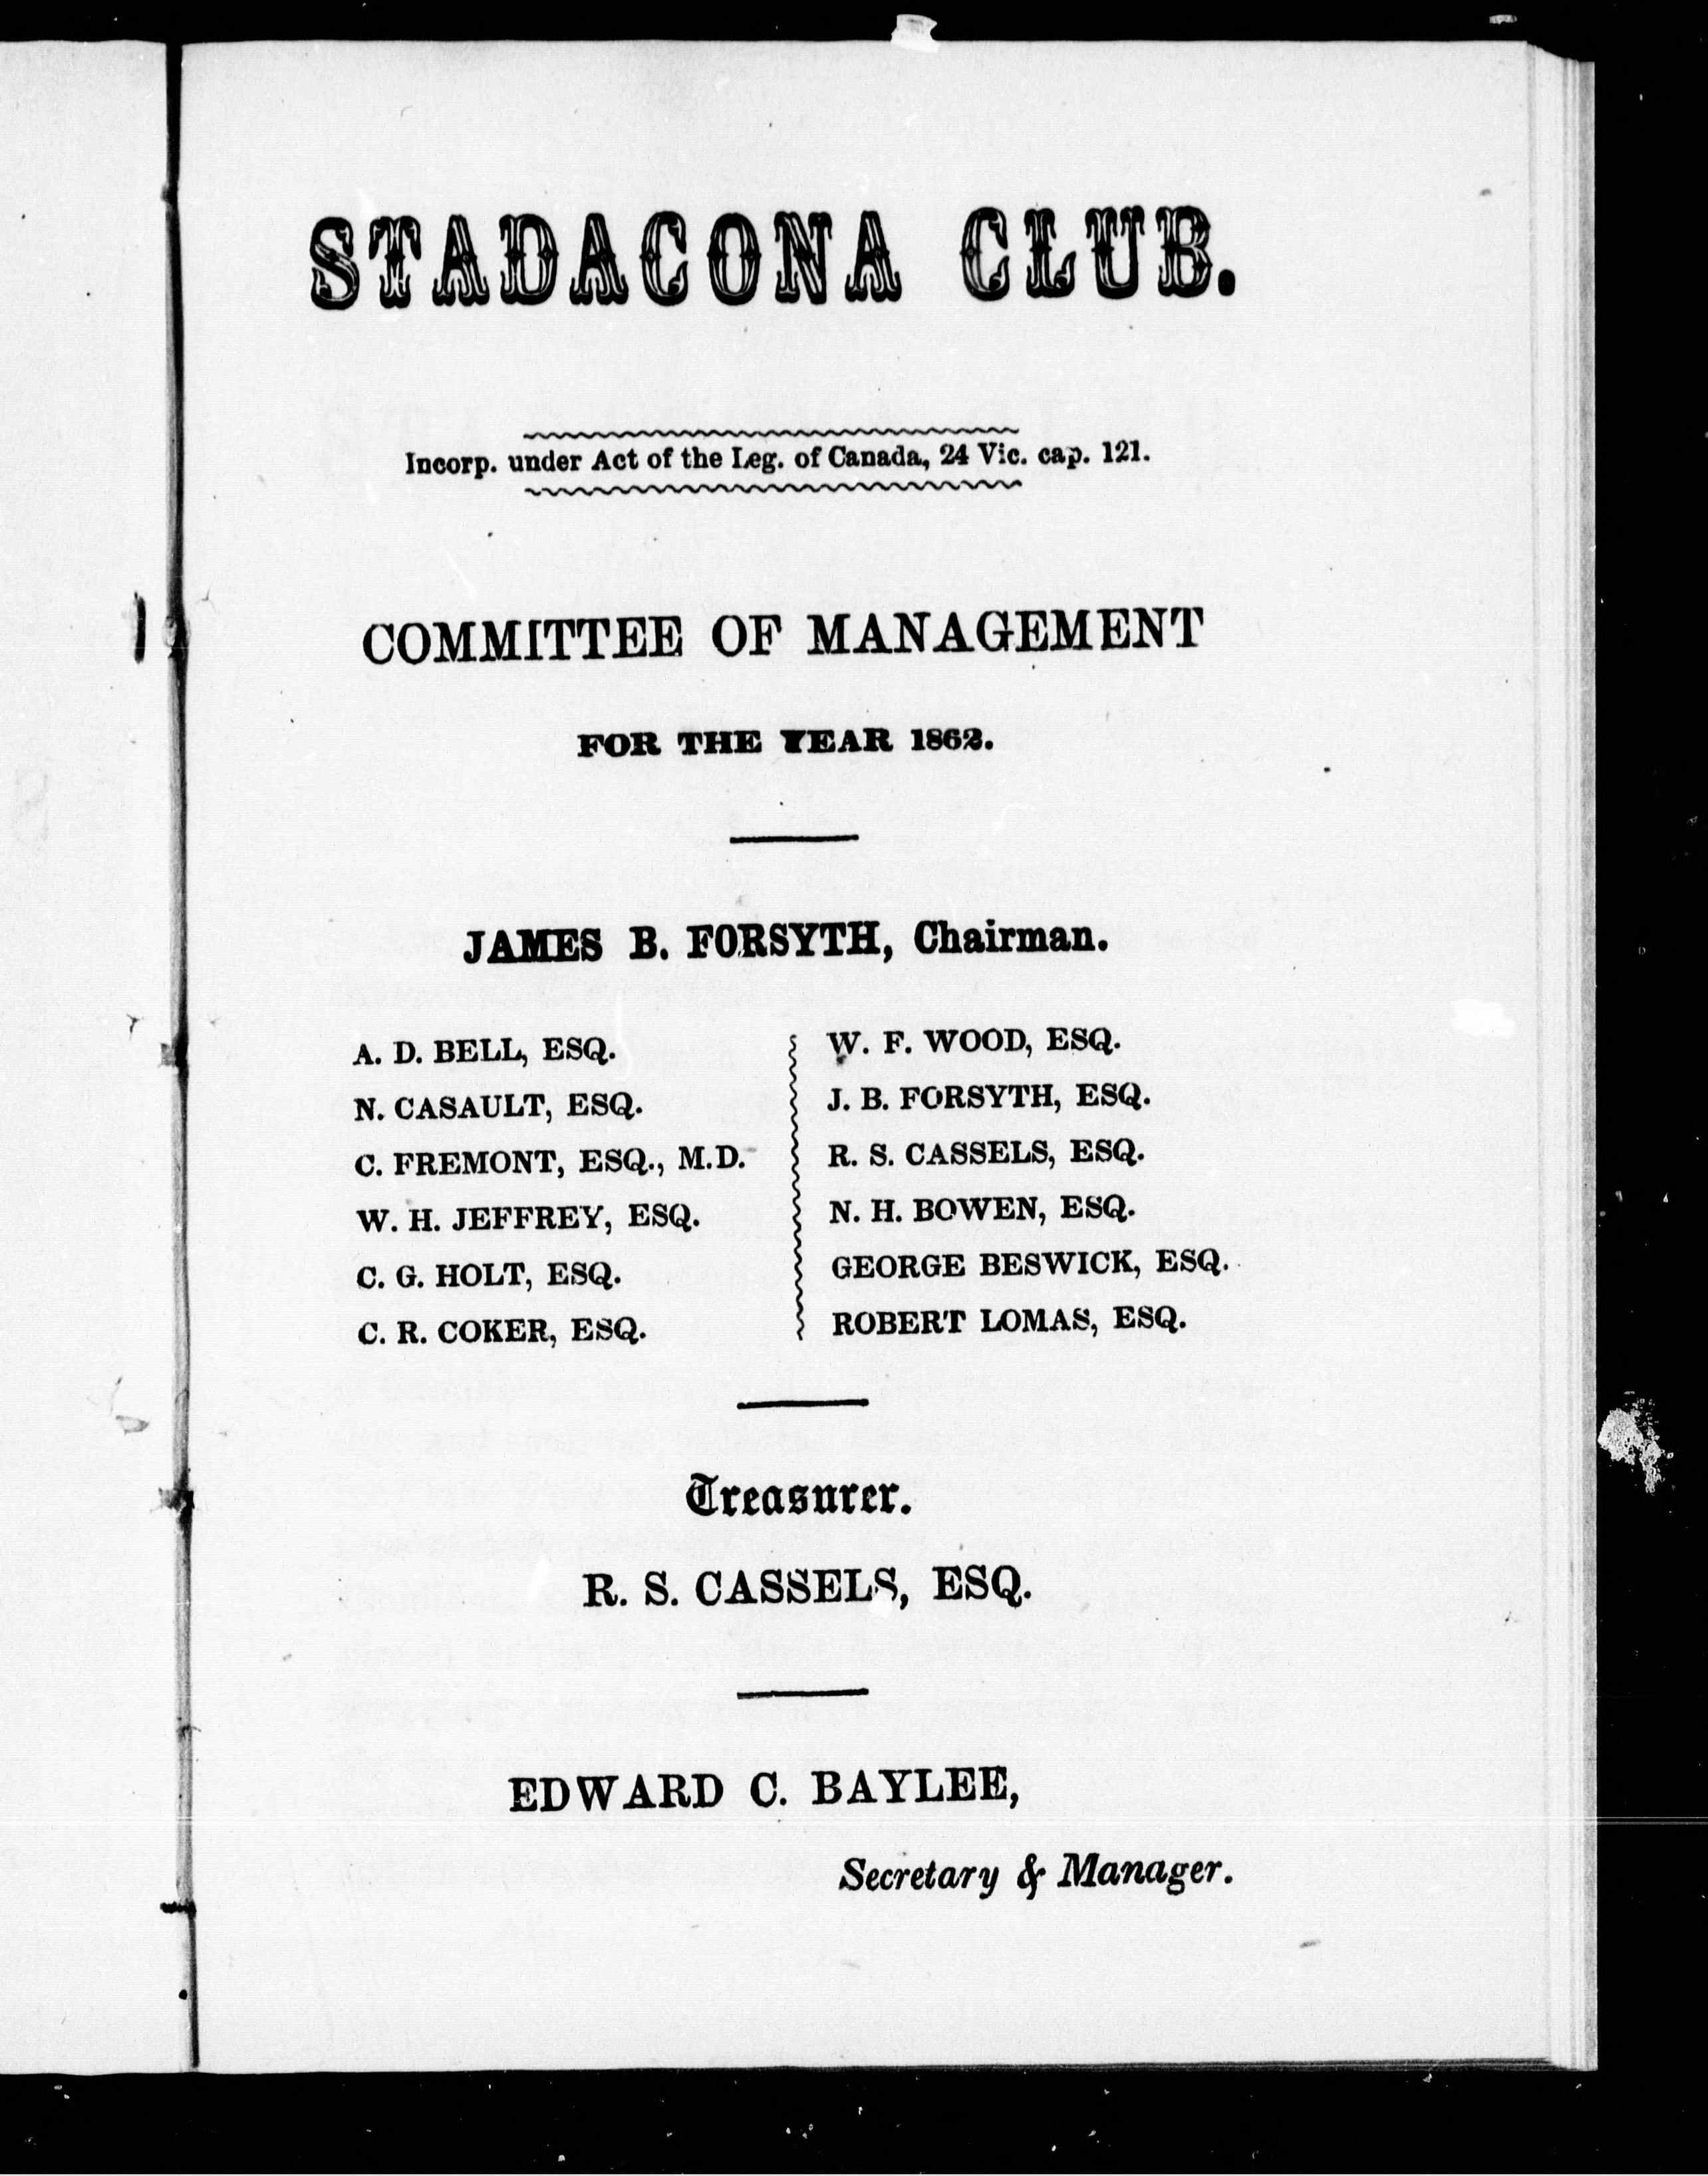 STADACONA CLUB.
Incorp. under Act of the Leg. of Canada, 24 Vic. cap. 121.
COMMITTEE OF MANAGEMENT
FOR THE YEAR 1862.
JAMES B. FORSYTH, Chairman.
A. D. BELL, ESQ.
N. CASAULT, ESQ.
C. FREMONT, ESQ., M.D.
W. H. JEFFREY, ESQ.
C. G. HOLT, ESQ.
C. R. COKER, ESQ.
W. F. WOOD, ESQ.
J. B. FORSYTH, ESQ.
R. S. CASSELS, ESQ.
N. H. BOWEN, ESQ.
GEORGE BESWICK, ESQ.
ROBERT LOMAS, ESQ.
Treasurer.
R. S. CASSELS, ESQ.
EDWARD C. BAYLEE,
Secretary & Manager.